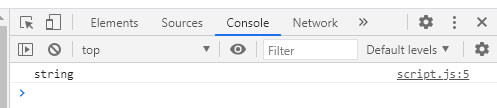 Elements Sources Console Network »
top Filter Default levels
string script.js:5